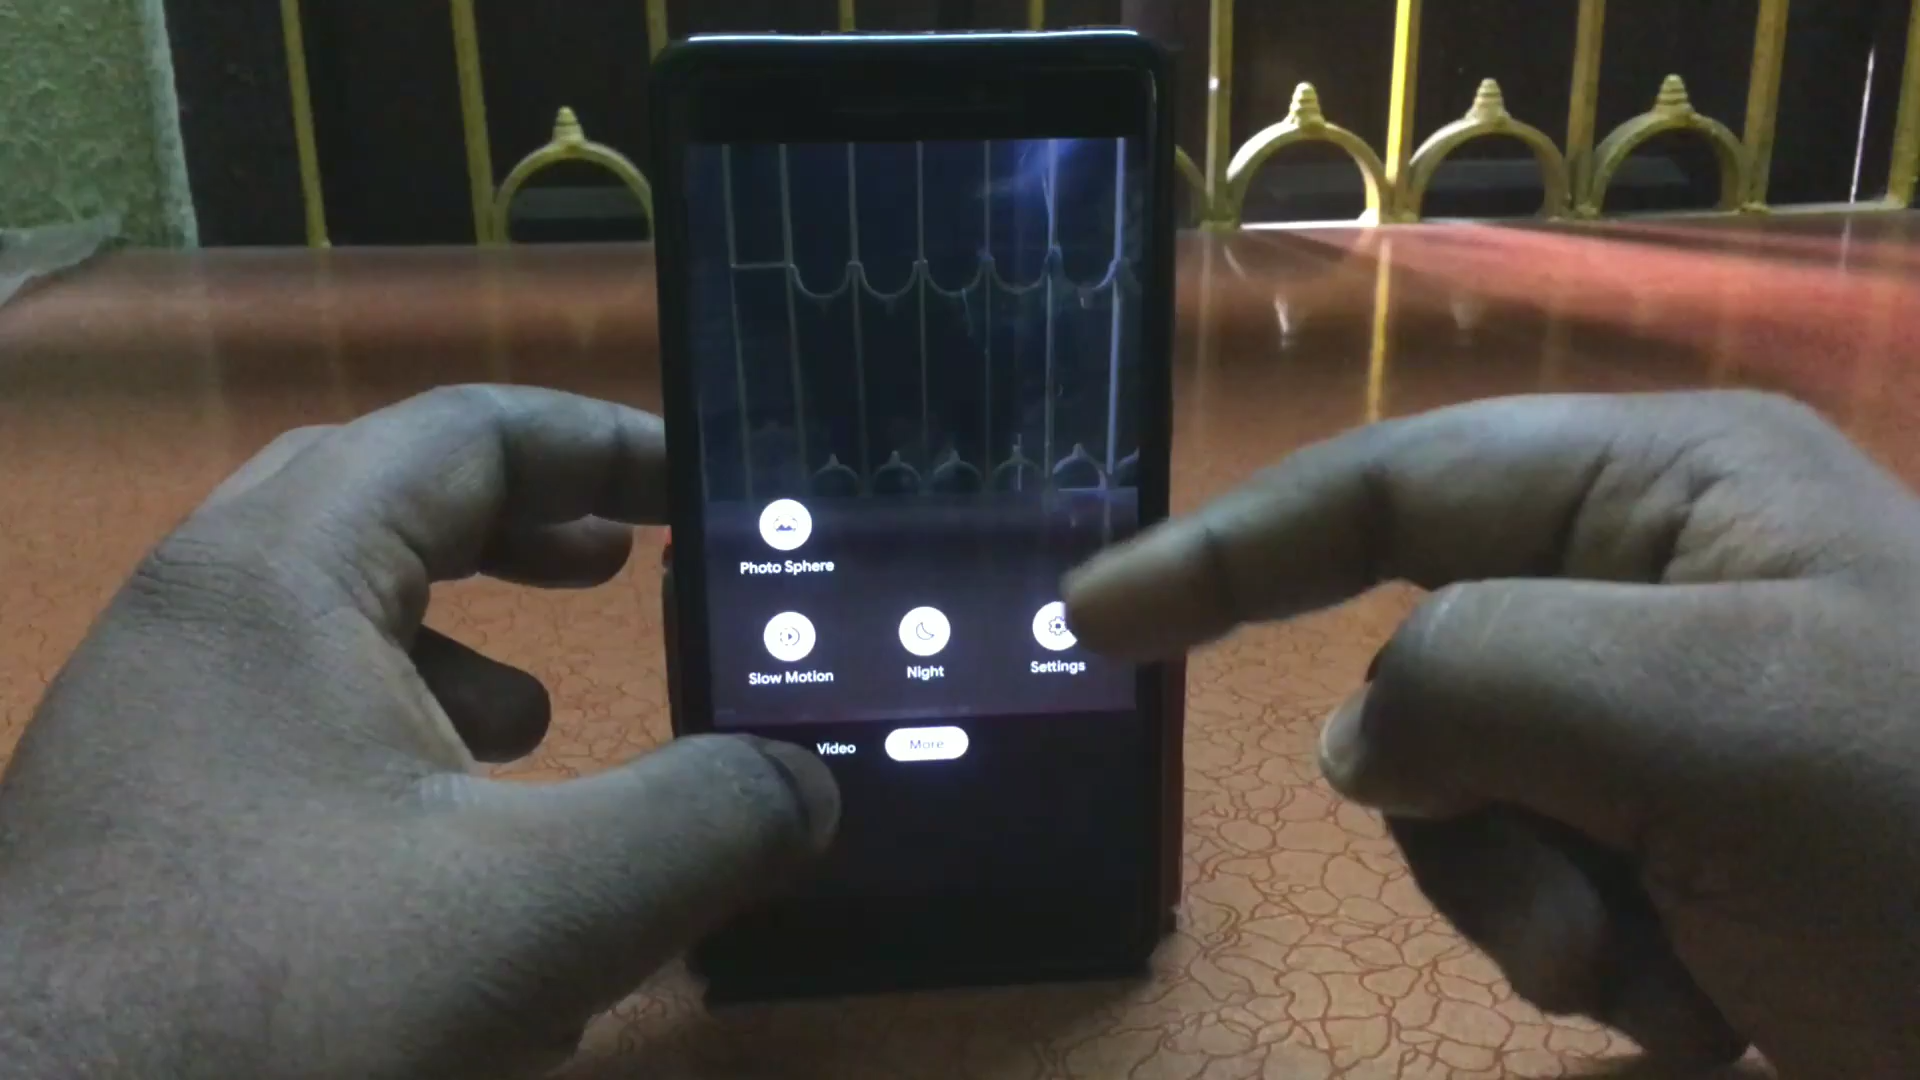 Photo Sphere
Slow Motion
Night
Settings
Video
More